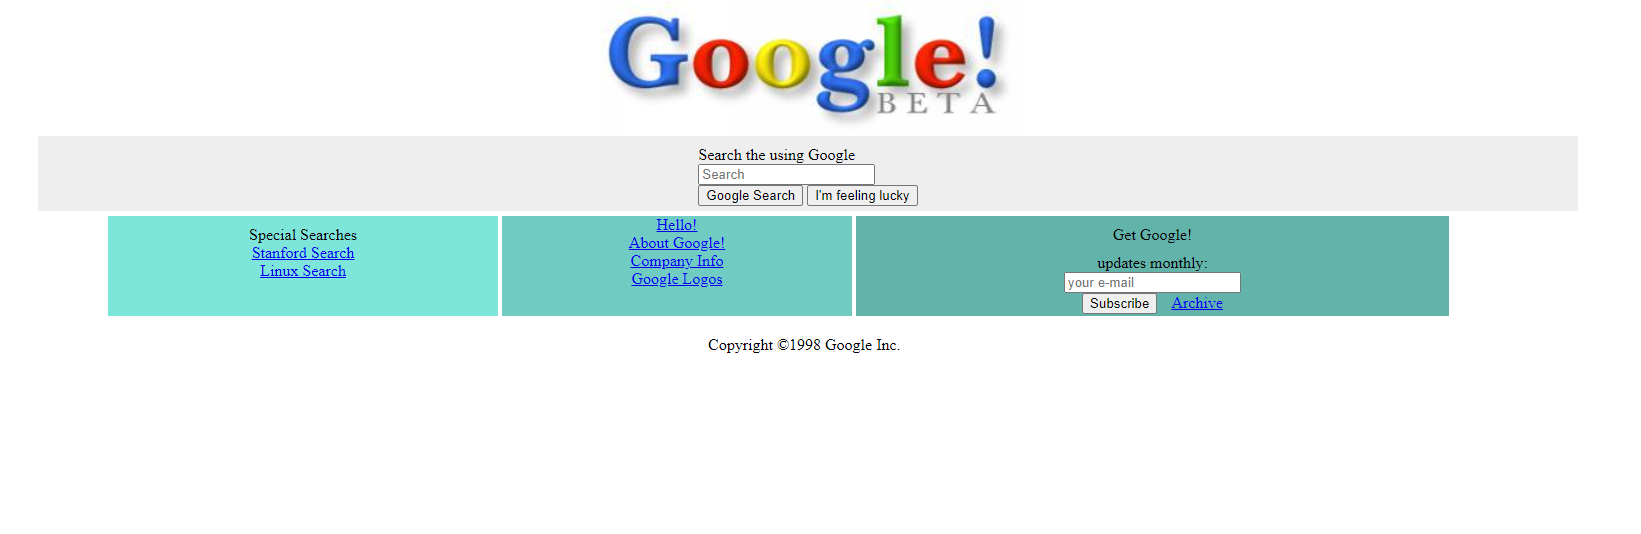 Google!
BETA
Search the using Google
Search
Google Search I'm feeling lucky
Special Searches
Stanford Search
Linux Search
Hello!
About Google!
Company Info
Google Logos
Get Google!
updates monthly:
your e-mail
Subscribe Archive
Copyright ©1998 Google Inc.